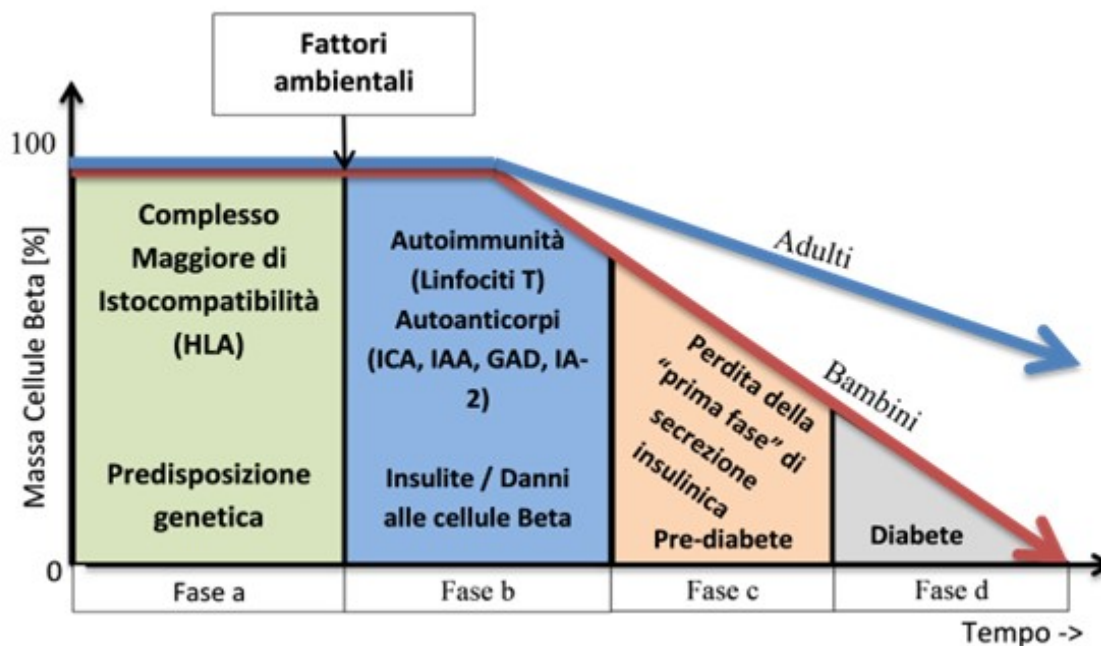 Fattori
ambientali
100
Massa Cellule Beta [%]
0
Complesso
Maggiore di
Istocompatibilità
(HLA)
Predisposizione
genetica
Autoimmunità
(Linfociti T)
Autoanticorpi
(ICA, IAA, GAD, IA-
2)
Insulite / Danni
alle cellule Beta
Adulti
Bambini
Perdita della
“prima fase” di
secrezione
insulinica
Pre-diabete
Diabete
Fase a
Fase b
Fase c
Fase d
Tempo ->